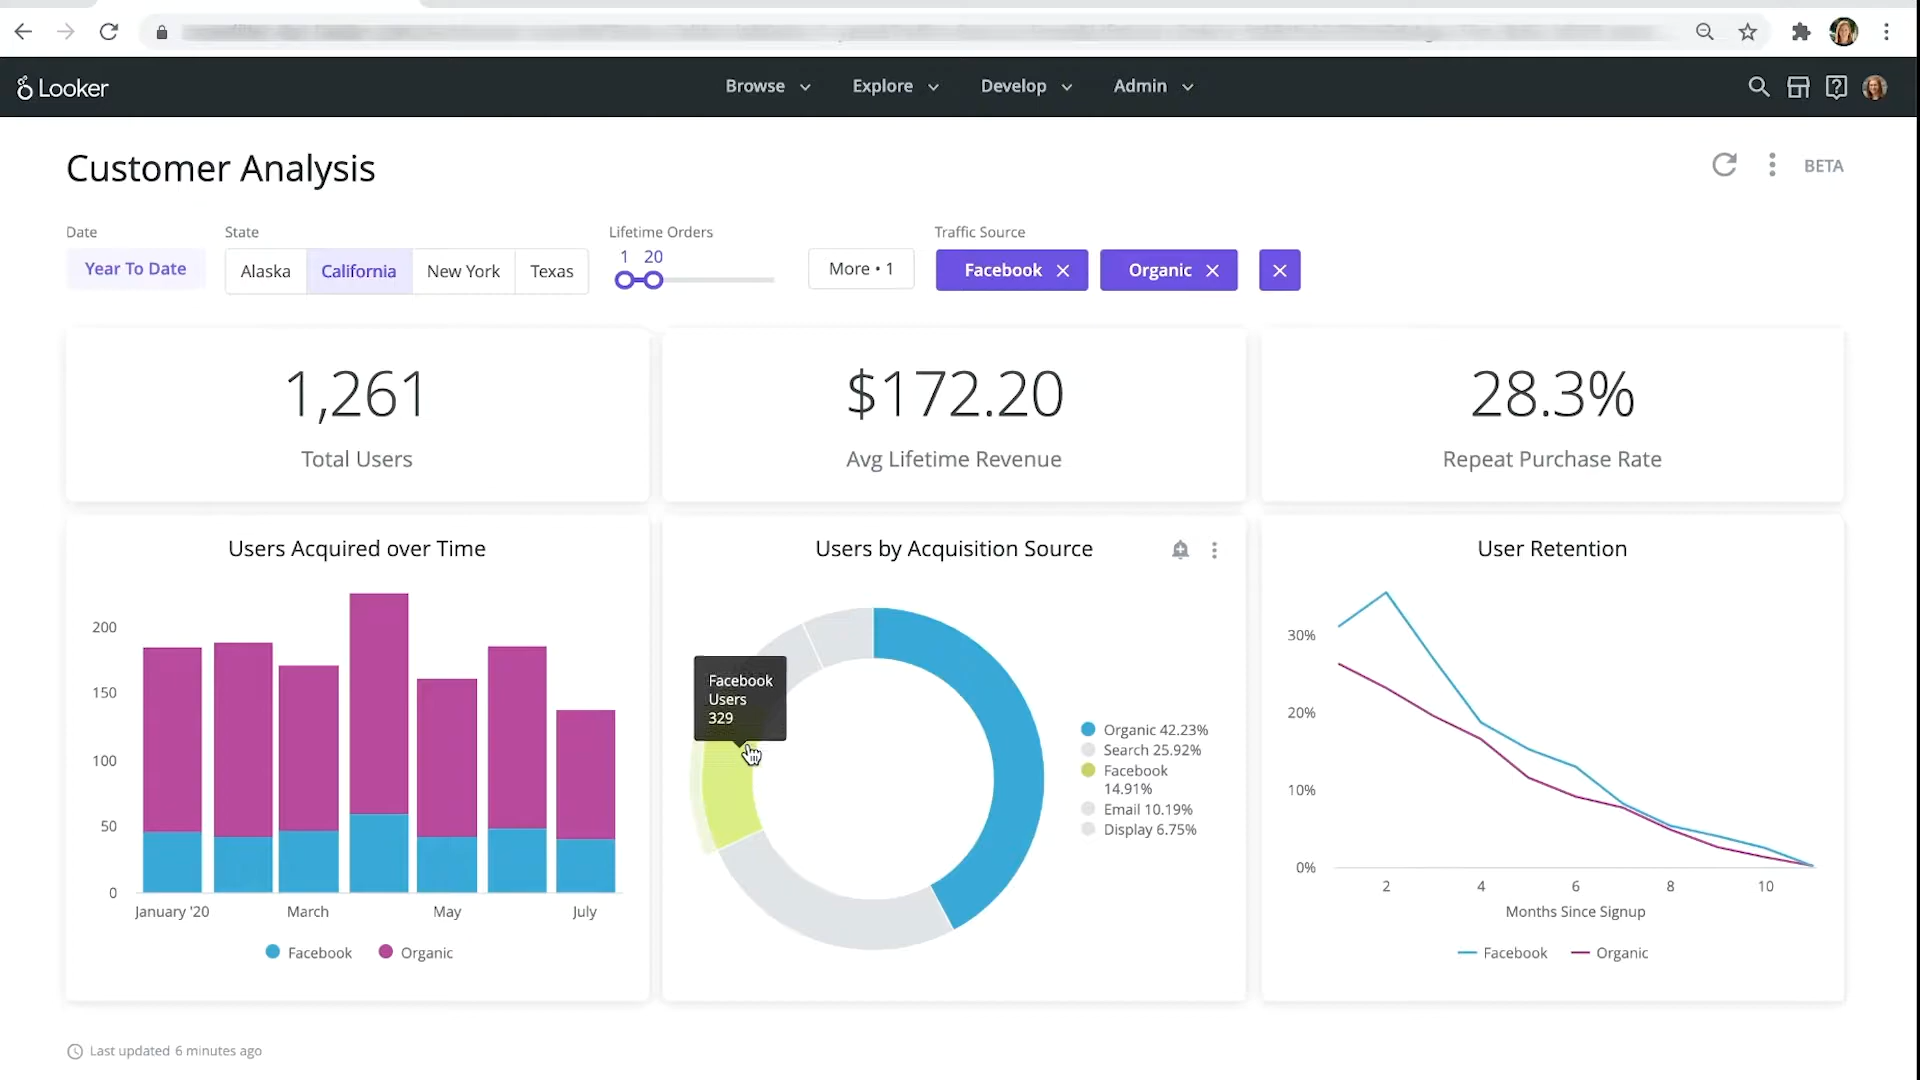 Looker
Browse
Explore
Develop
Admin
Customer Analysis
BETA
Date
State
Lifetime Orders
Traffic Source
Year To Date
Alaska
California
New York
Texas
1 20
More • 1
Facebook
Organic
1,261
Total Users
$172.20
Avg Lifetime Revenue
28.3%
Repeat Purchase Rate
Users Acquired over Time
200
150
100
50
0
January '20
March
May
July
Facebook
Organic
Users by Acquisition Source
Facebook
Users
329
Organic 42.23%
Search 25.92%
Facebook
14.91%
Email 10.19%
Display 6.75%
User Retention
30%
20%
10%
0%
2
4
6
8
10
Months Since Signup
Facebook
Organic
Last updated 6 minutes ago